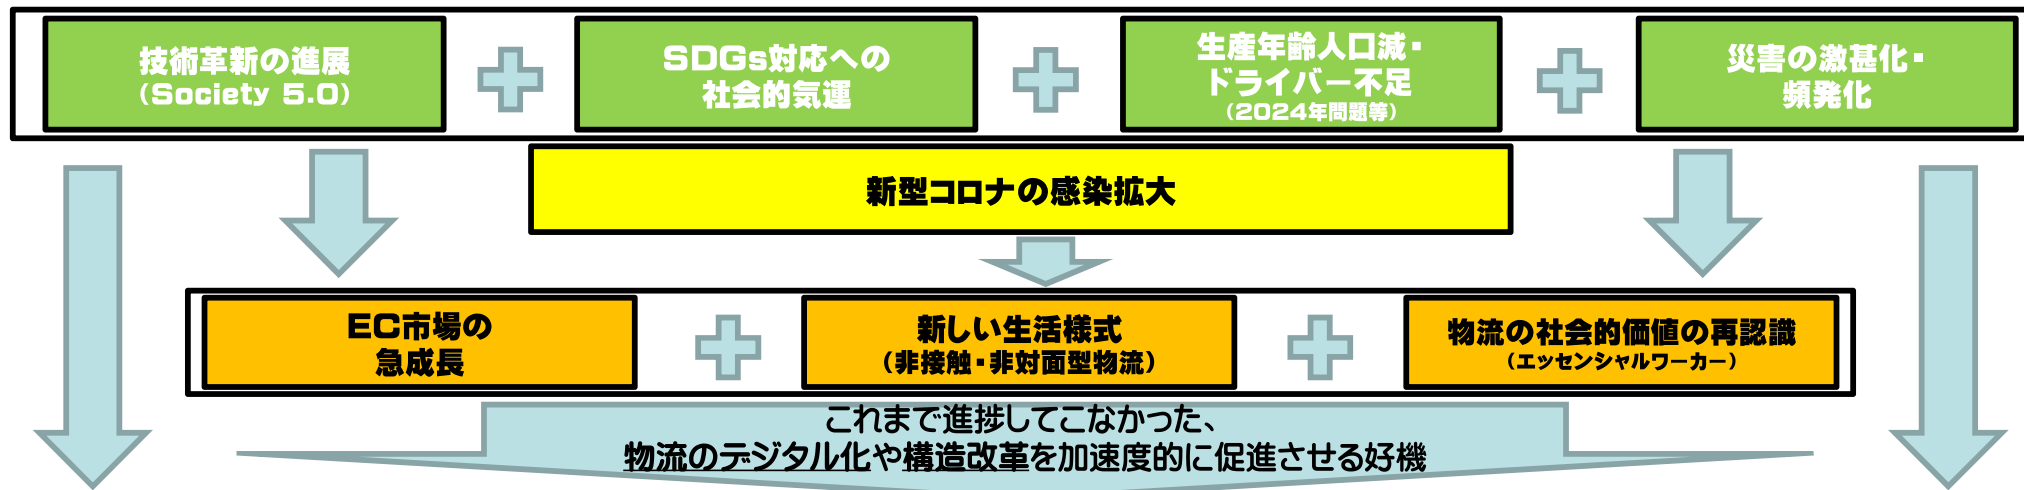 技術革新の進展
（Society 5.0）
SDGs対応への
社会的気運
生産年齢人口減・
ドライバー不足
（2024年問題等）
災害の激甚化・
頻発化
新型コロナの感染拡大
EC市場の
急成長
新しい生活様式
（非接触・非対面型物流）
物流の社会的価値の再認識
（エッセンシャルワーカー）
これまで進捗してこなかった、
物流のデジタル化や構造改革を加速度的に促進させる好機